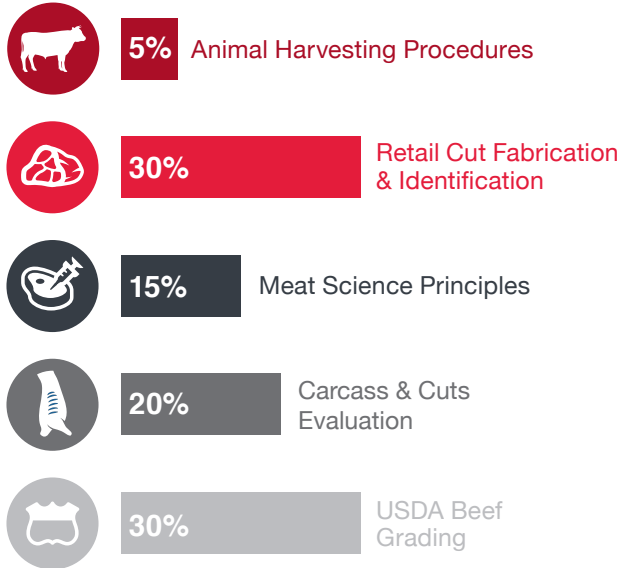 5% Animal Harvesting Procedures
30% Retail Cut Fabrication
& Identification
15% Meat Science Principles
20% Carcass & Cuts
Evaluation
30% USDA Beef
Grading